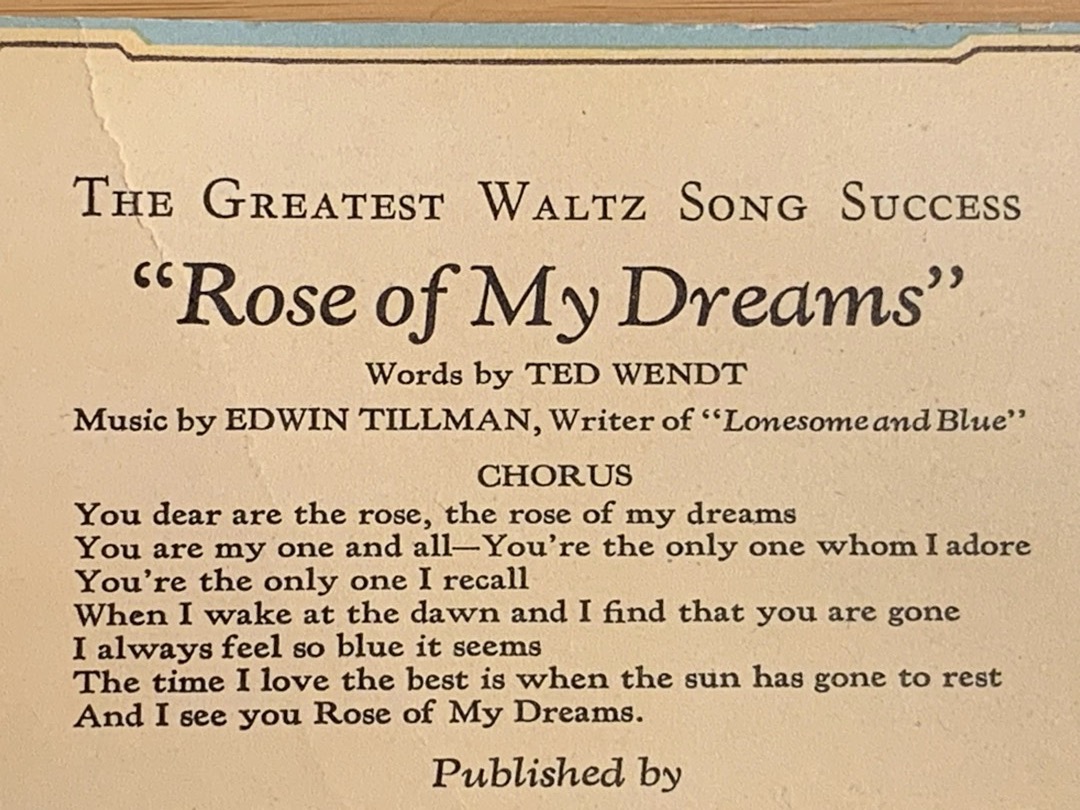 THE GREATEST WALTZ SONG SUCCESS
“Rose of My Dreams”
Words by TED WENDT
Music by EDWIN TILLMAN, Writer of “Lonesome and Blue”
CHORUS
You dear are the rose, the rose of my dreams
You are my one and all—You're the only one whom I adore
You're the only one I recall
When I wake at the dawn and I find that you are gone
I always feel so blue it seems
The time I love the best is when the sun has gone to rest
And I see you Rose of My Dreams.
Published by